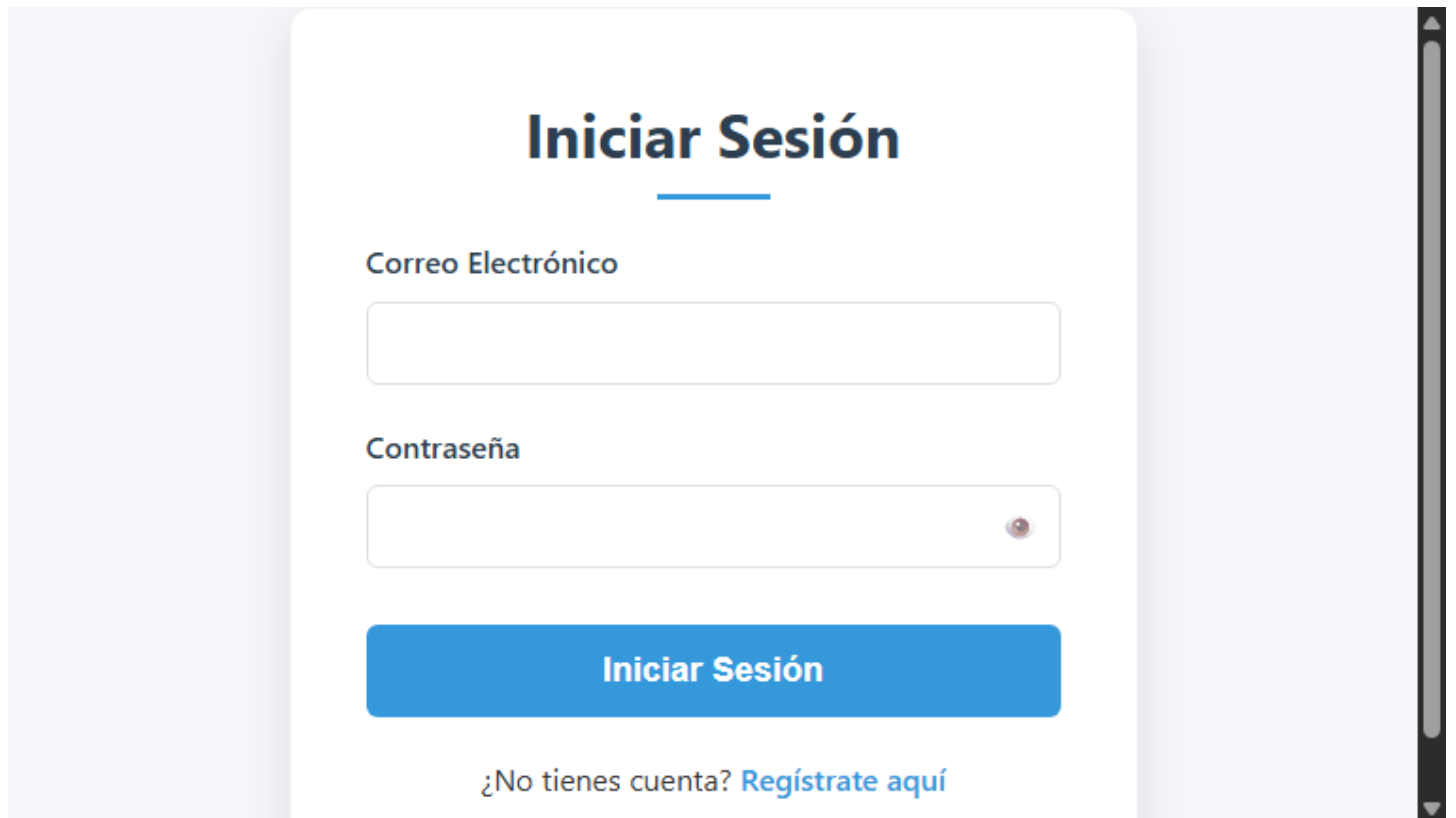 Iniciar Sesión
Correo Electrónico
Contraseña
Iniciar Sesión
¿No tienes cuenta? Regístrate aquí